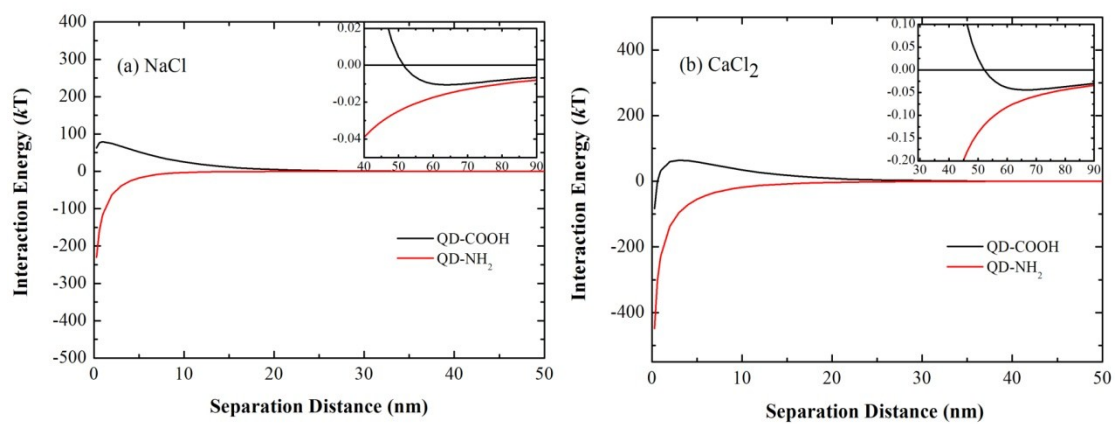 400
300
200
100
0
-100
-200
-300
-400
-500
Interaction Energy (kT)
(a) NaCl
0.02
0.00
-0.02
-0.04
40 50 60 70 80 90
QD-COOH
QD-NH₂
0 10 20 30 40 50
Separation Distance (nm)
400
200
0
-200
-400
Interaction Energy (kT)
(b) CaCl₂
0.10
0.05
0.00
-0.05
-0.10
-0.15
-0.20
30 40 50 60 70 80 90
QD-COOH
QD-NH₂
0 10 20 30 40 50
Separation Distance (nm)